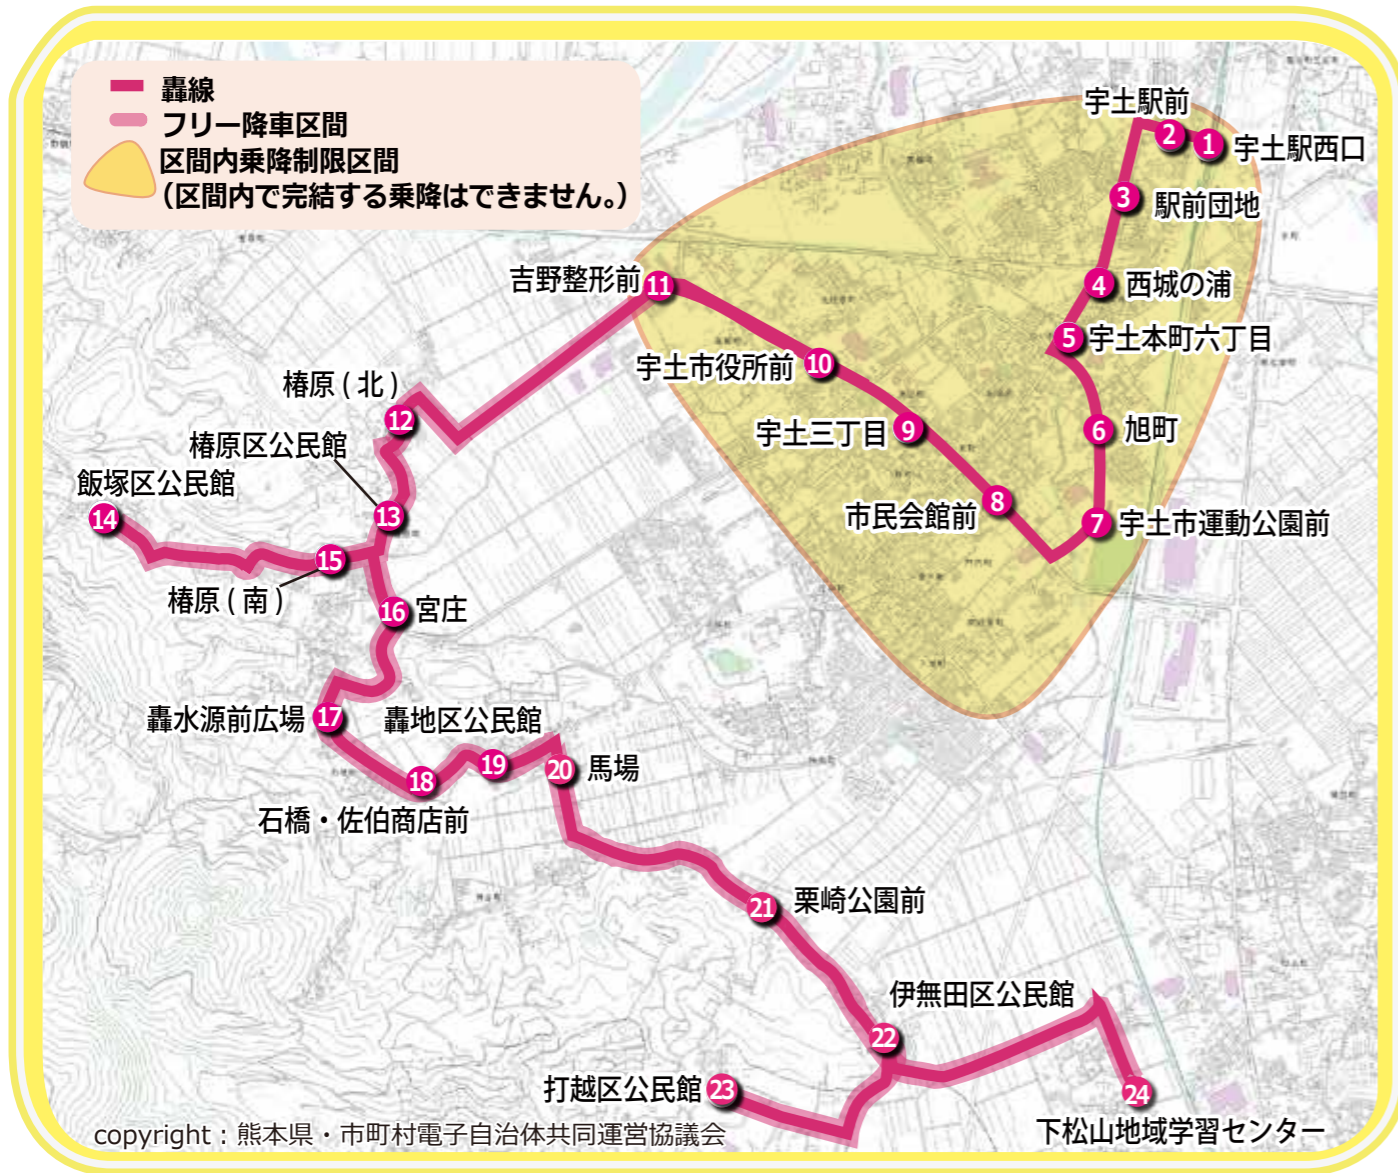 轟線
フリー降車区間
区間内乗降制限区間
(区間内で完結する乗降はできません。)
宇土駅前
2
1
宇土駅西口
3
駅前団地
4
西城の浦
5
宇土本町六丁目
6
旭町
7
宇土市運動公園前
8
市民会館前
9
宇土三丁目
10
宇土市役所前
11
吉野整形前
椿原(北)
12
椿原区公民館
13
飯塚区公民館
14
15
椿原(南)
16
宮庄
轟水源前広場
17
18
石橋・佐伯商店前
轟地区公民館
19
20
馬場
21
栗崎公園前
伊無田区公民館
22
打越区公民館
23
24
下松山地域学習センター
copyright:熊本県・市町村電子自治体共同運営協議会